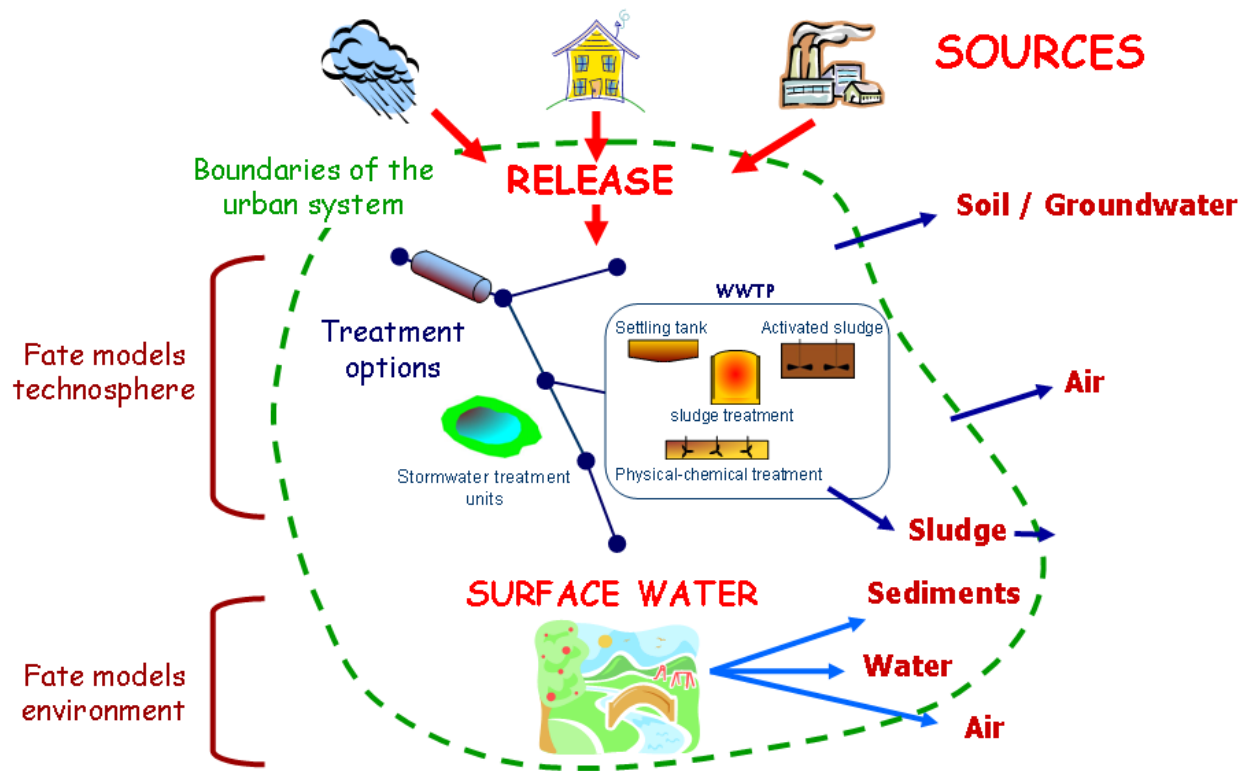 SOURCES
Boundaries of the
urban system
RELEASE
Soil / Groundwater
WWTP
Settling tank
Activated sludge
Treatment
options
Fate models
technosphere
Air
sludge treatment
Physical-chemical treatment
Stormwater treatment
units
Sludge
SURFACE WATER
Sediments
Water
Fate models
environment
Air